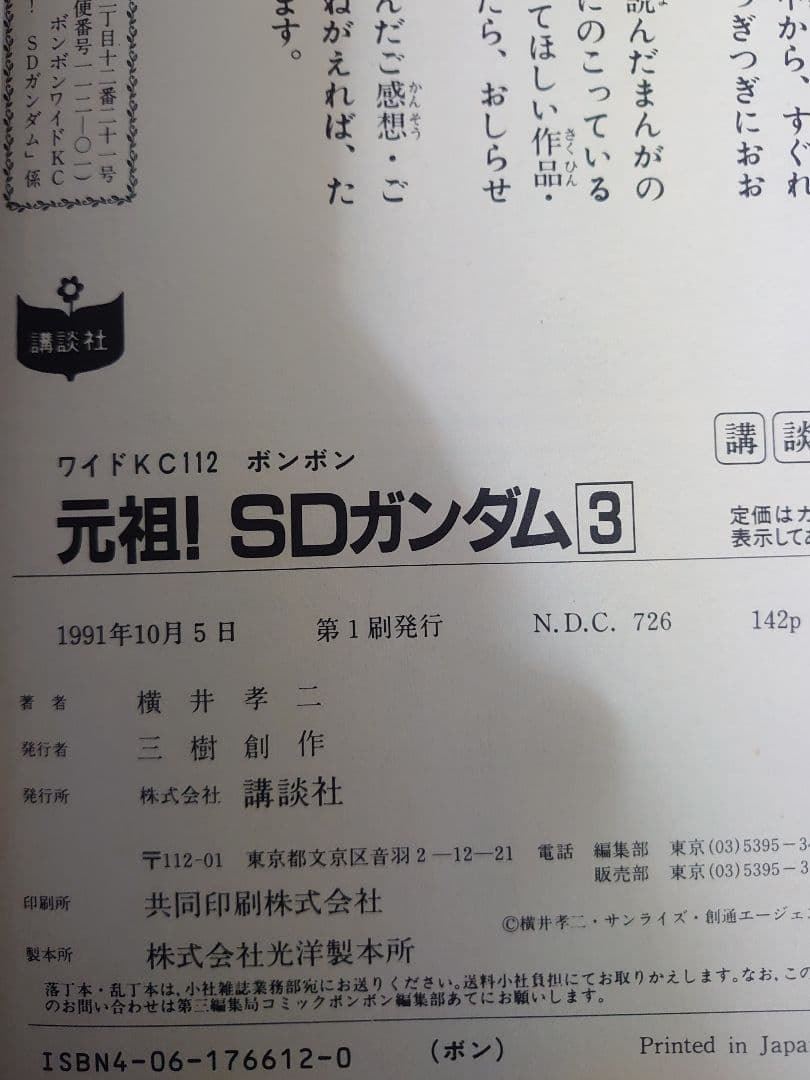 から、すぐれ
つぎつぎにおお
読んだまんがの
にのこっている
てほしい作品・
たら、おしらせ
んだご感想・ご
ねがえれば、た
ます。
二丁目十二番二十一号
便番号一一二—〇一）
ボンボンワイドKC
！ SDガンダム」係
講談社
講談
ワイドKC112 ボンボン
元祖! SDガンダム3
定価はカ
表示してあ
1991年10月5日 第1刷発行 N.D.C. 726 142p
著者 横井孝二
発行者 三樹創作
発行所 株式会社 講談社
〒112-01 東京都文京区音羽2—12—21 電話 編集部 東京(03)5395−34
販売部 東京(03)5395−3
印刷所 共同印刷株式会社
©横井孝二・サンライズ・創通エージェ
製本所 株式会社光洋製本所
落丁本・乱丁本は、小社雑誌業務部宛にお送りください。送料小社負担にてお取りかえします。なお、この
のお問い合わせは第三編集局コミックボンボン編集部あてにお願いします。
ISBN4-06-176612-0 (ボン) Printed in Japa